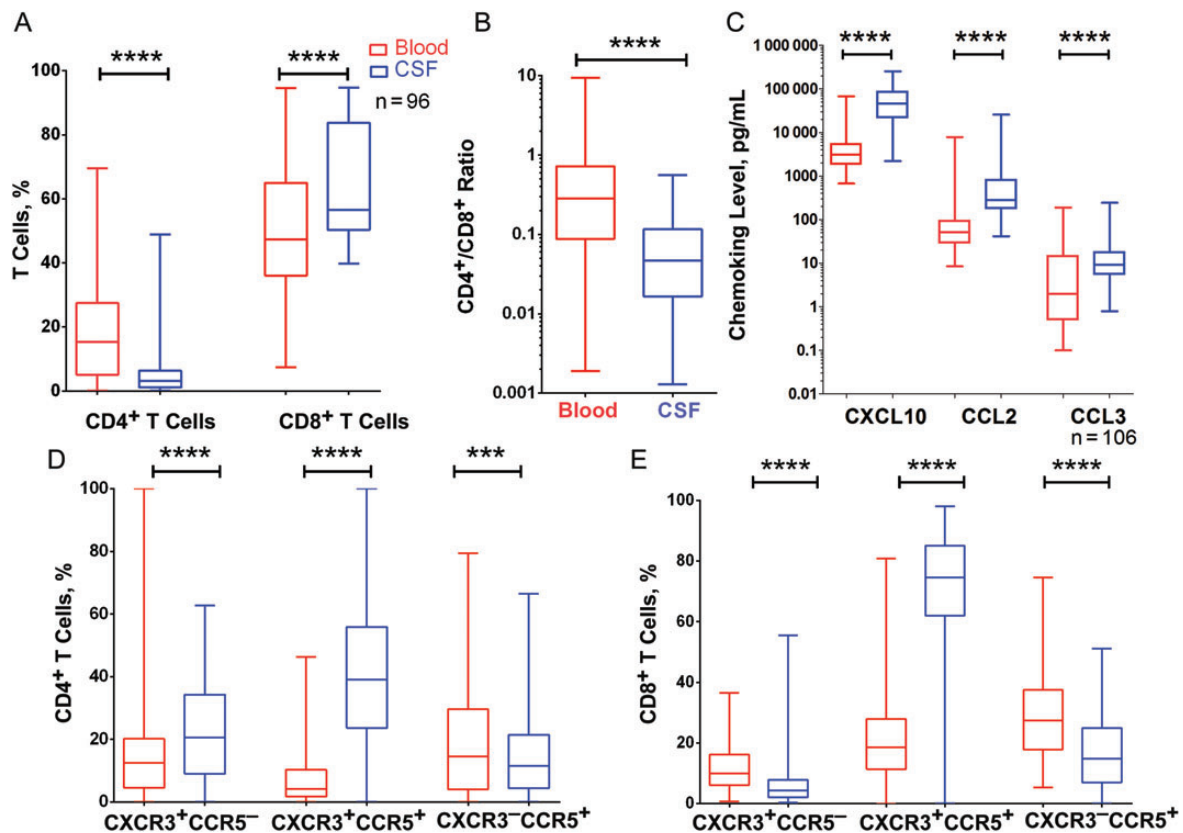 A
****
****
Blood
CSF
n = 96
100
80
60
40
20
0
T Cells, %
CD4+ T Cells
CD8+ T Cells
B
****
10
1
0.1
0.01
0.001
CD4+/CD8+ Ratio
Blood
CSF
C
****
****
****
1 000 000
100 000
10 000
1000
100
10
1
0.1
0.01
Chemoking Level, pg/mL
CXCL10
CCL2
CCL3
n = 106
D
****
****
***
100
80
60
40
20
0
CD4+ T Cells, %
CXCR3+CCR5–
CXCR3+CCR5+
CXCR3–CCR5+
E
****
****
****
100
80
60
40
20
0
CD8+ T Cells, %
CXCR3+CCR5–
CXCR3+CCR5+
CXCR3–CCR5+